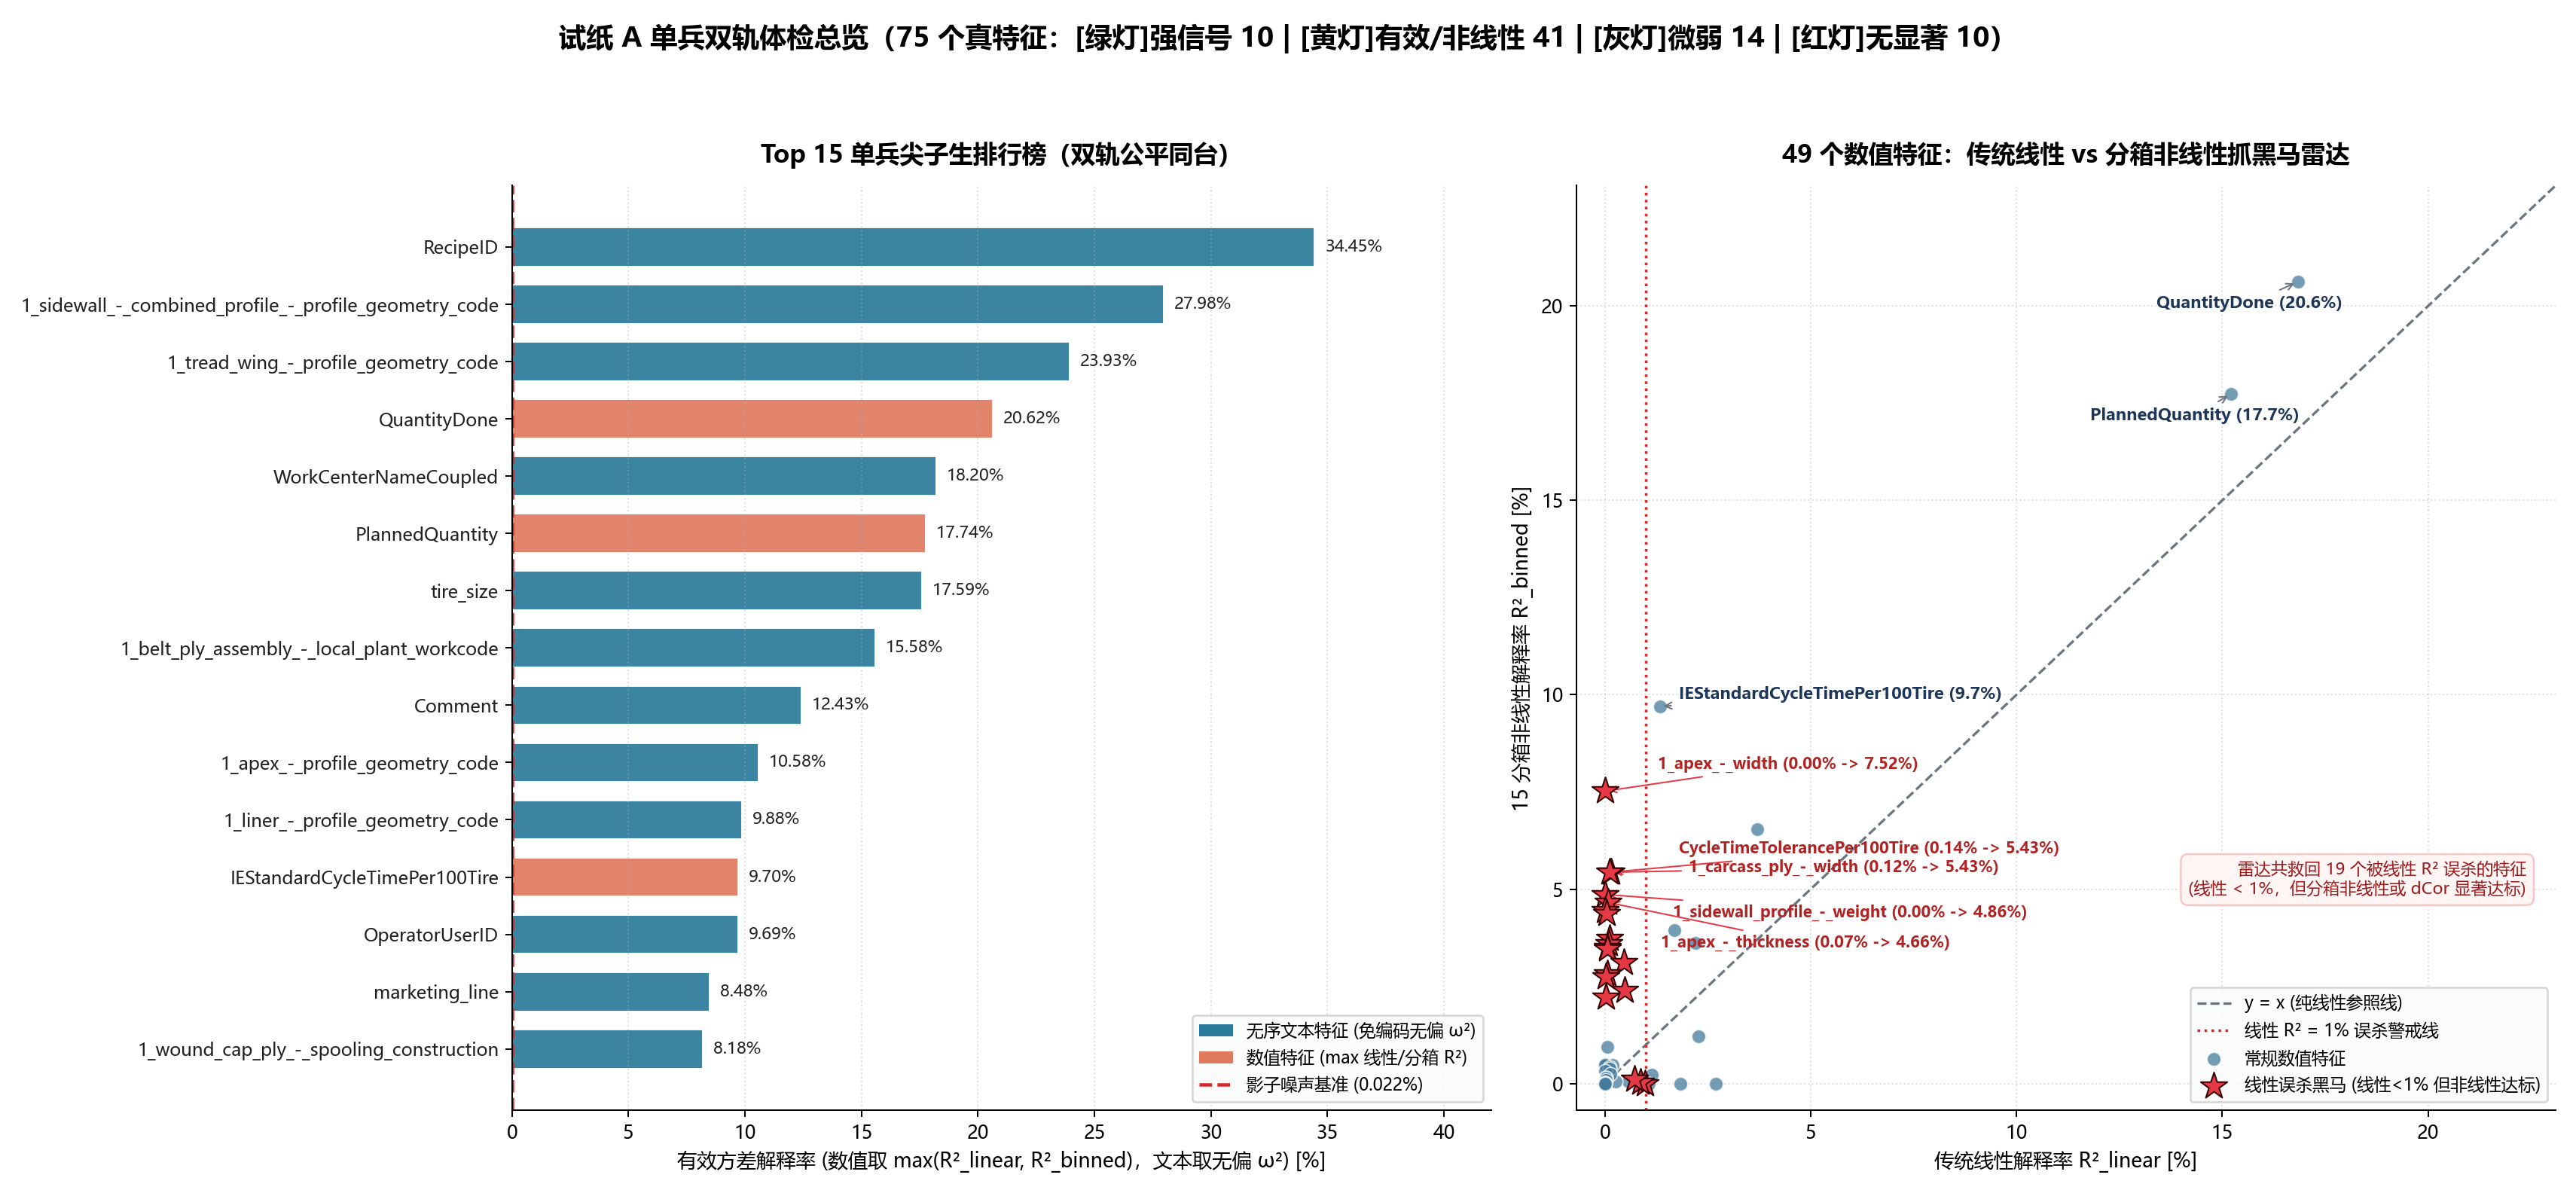 试纸 A 单兵双轨体检总览（75 个真特征：[绿灯]强信号 10 | [黄灯]有效/非线性 41 | [灰灯]微弱 14 | [红灯]无显著 10）
Top 15 单兵尖子生排行榜（双轨公平同台）
RecipeID
34.45%
1_sidewall_-_combined_profile_-_profile_geometry_code
27.98%
1_tread_wing_-_profile_geometry_code
23.93%
QuantityDone
20.62%
WorkCenterNameCoupled
18.20%
PlannedQuantity
17.74%
tire_size
17.59%
1_belt_ply_assembly_-_local_plant_workcode
15.58%
Comment
12.43%
1_apex_-_profile_geometry_code
10.58%
1_liner_-_profile_geometry_code
9.88%
IEStandardCycleTimePer100Tire
9.70%
OperatorUserID
9.69%
marketing_line
8.48%
1_wound_cap_ply_-_spooling_construction
8.18%
无序文本特征 (免编码无偏 ω²)
数值特征 (max 线性/分箱 R²)
影子噪声基准 (0.022%)
0 5 10 15 20 25 30 35 40
有效方差解释率 (数值取 max(R²_linear, R²_binned)，文本取无偏 ω²) [%]
49 个数值特征：传统线性 vs 分箱非线性抓黑马雷达
15 分箱非线性解释率 R²_binned [%]
20
15
10
5
0
QuantityDone (20.6%)
PlannedQuantity (17.7%)
IEStandardCycleTimePer100Tire (9.7%)
1_apex_-_width (0.00% -> 7.52%)
CycleTimeTolerancePer100Tire (0.14% -> 5.43%)
1_carcass_ply_-_width (0.12% -> 5.43%)
1_sidewall_profile_-_weight (0.00% -> 4.86%)
1_apex_-_thickness (0.07% -> 4.66%)
雷达共救回 19 个被线性 R² 误杀的特征
(线性 < 1%，但分箱非线性或 dCor 显著达标)
y = x (纯线性参照线)
线性 R² = 1% 误杀警戒线
常规数值特征
线性误杀黑马 (线性<1% 但非线性达标)
0 5 10 15 20
传统线性解释率 R²_linear [%]